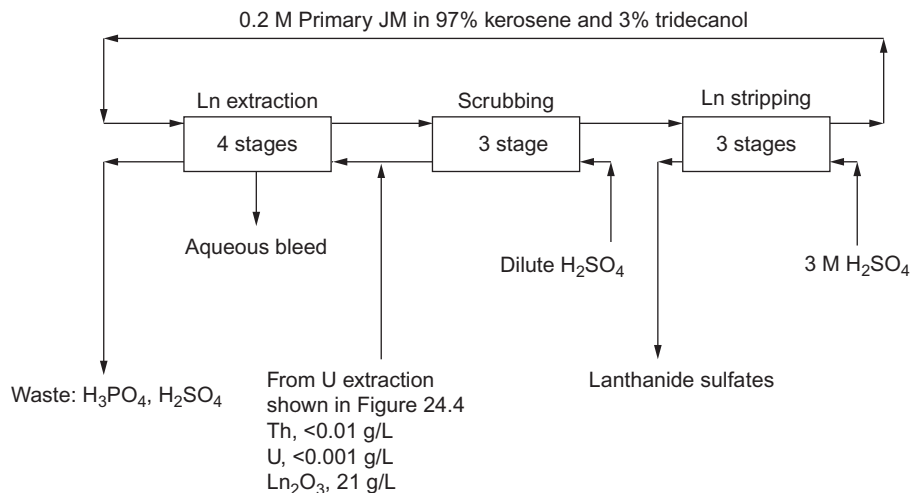 0.2 M Primary JM in 97% kerosene and 3% tridecanol
Ln extraction
Scrubbing
Ln stripping
4 stages
3 stage
3 stages
Aqueous bleed
Dilute H₂SO₄
3 M H₂SO₄
Waste: H₃PO₄, H₂SO₄
From U extraction
shown in Figure 24.4
Th, <0.01 g/L
U, <0.001 g/L
Ln₂O₃, 21 g/L
Lanthanide sulfates